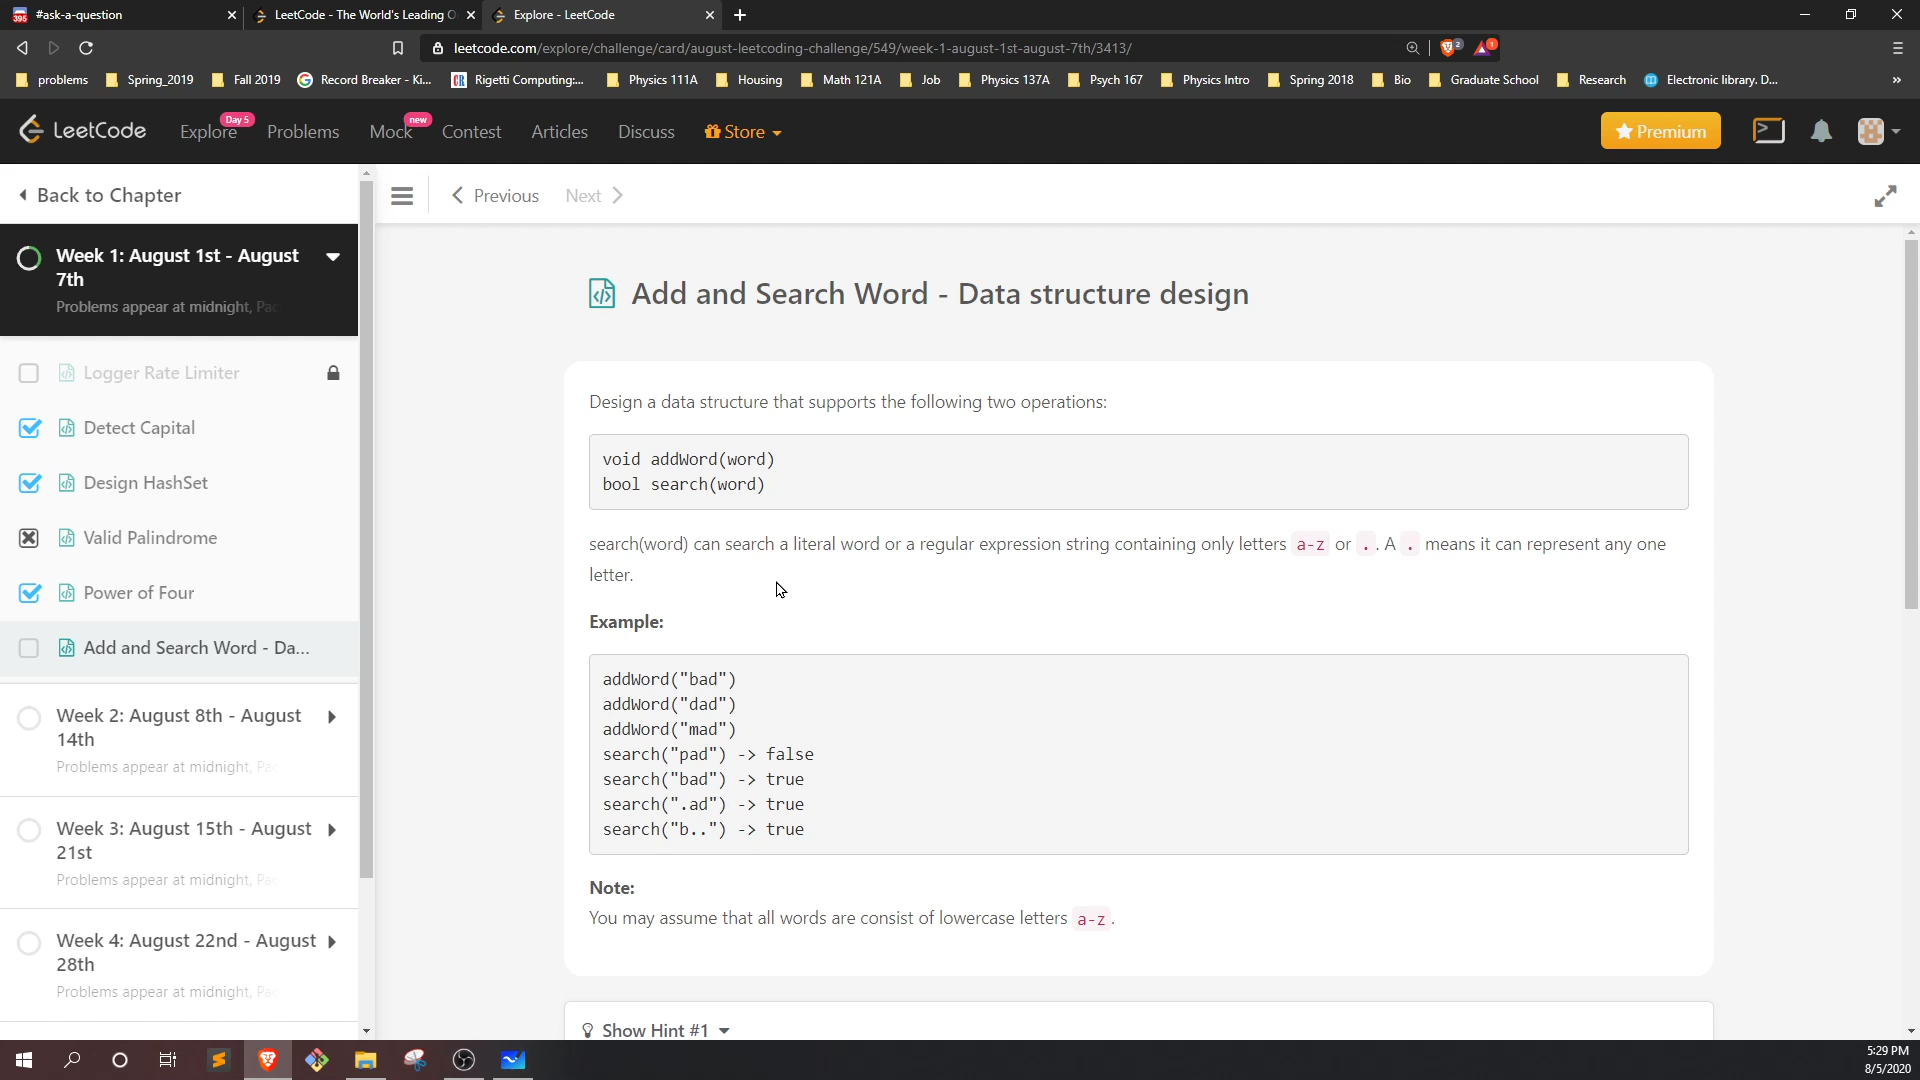 #ask-a-question
LeetCode - The World's Leading O
Explore - LeetCode
leetcode.com/explore/challenge/card/august-leetcoding-challenge/549/week-1-august-1st-august-7th/3413/
2
1
problems
Spring_2019
Fall 2019
Record Breaker - Ki...
Rigetti Computing:...
Physics 111A
Housing
Math 121A
Job
Physics 137A
Psych 167
Physics Intro
Spring 2018
Bio
Graduate School
Research
Electronic library. D...
»
LeetCode
Explore
Day 5
Problems
Mock
new
Contest
Articles
Discuss
Store
Premium
Back to Chapter
Previous
Next
Week 1: August 1st - August
7th
Problems appear at midnight, Pac
Logger Rate Limiter
Detect Capital
Design HashSet
Valid Palindrome
Power of Four
Add and Search Word - Da...
Week 2: August 8th - August
14th
Problems appear at midnight, Pac
Week 3: August 15th - August
21st
Problems appear at midnight, Pac
Week 4: August 22nd - August
28th
Problems appear at midnight, Pac
Add and Search Word - Data structure design
Design a data structure that supports the following two operations:
void addWord(word)
bool search(word)
search(word) can search a literal word or a regular expression string containing only letters a-z or . . A . means it can represent any one
letter.
Example:
addWord("bad")
addWord("dad")
addWord("mad")
search("pad") -> false
search("bad") -> true
search(".ad") -> true
search("b..") -> true
Note:
You may assume that all words are consist of lowercase letters a-z .
Show Hint #1
5:29 PM
8/5/2020